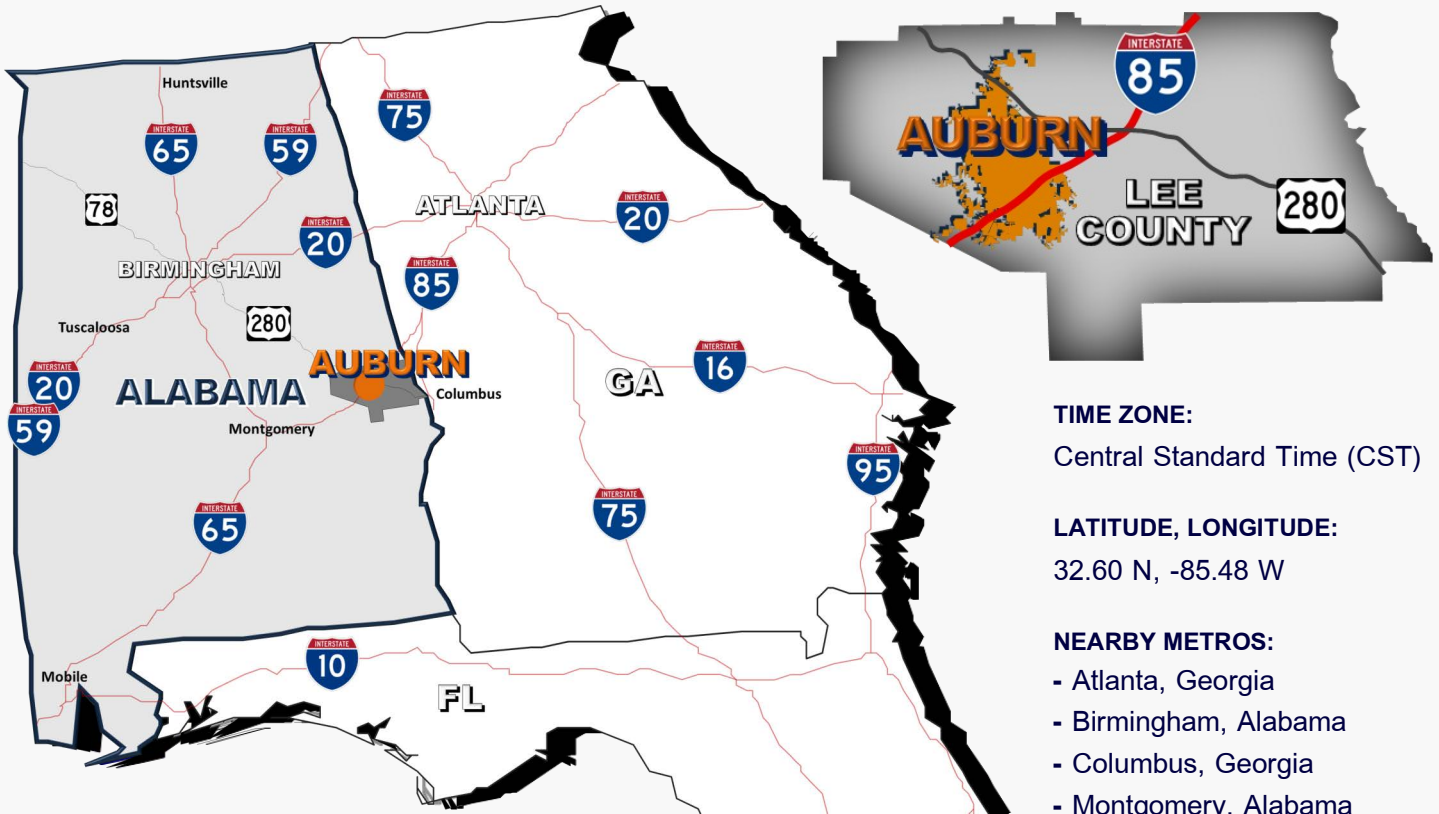 Huntsville
INTERSTATE
65
INTERSTATE
59
INTERSTATE
75
78
ATLANTA
INTERSTATE
20
INTERSTATE
20
BIRMINGHAM
INTERSTATE
85
280
Tuscaloosa
AUBURN
INTERSTATE
20
ALABAMA
Columbus
GA
INTERSTATE
16
INTERSTATE
59
Montgomery
INTERSTATE
95
INTERSTATE
65
INTERSTATE
75
INTERSTATE
10
Mobile
FL
INTERSTATE
85
AUBURN
LEE
COUNTY
280
TIME ZONE:
Central Standard Time (CST)
LATITUDE, LONGITUDE:
32.60 N, -85.48 W
NEARBY METROS:
- Atlanta, Georgia
- Birmingham, Alabama
- Columbus, Georgia
- Montgomery, Alabama